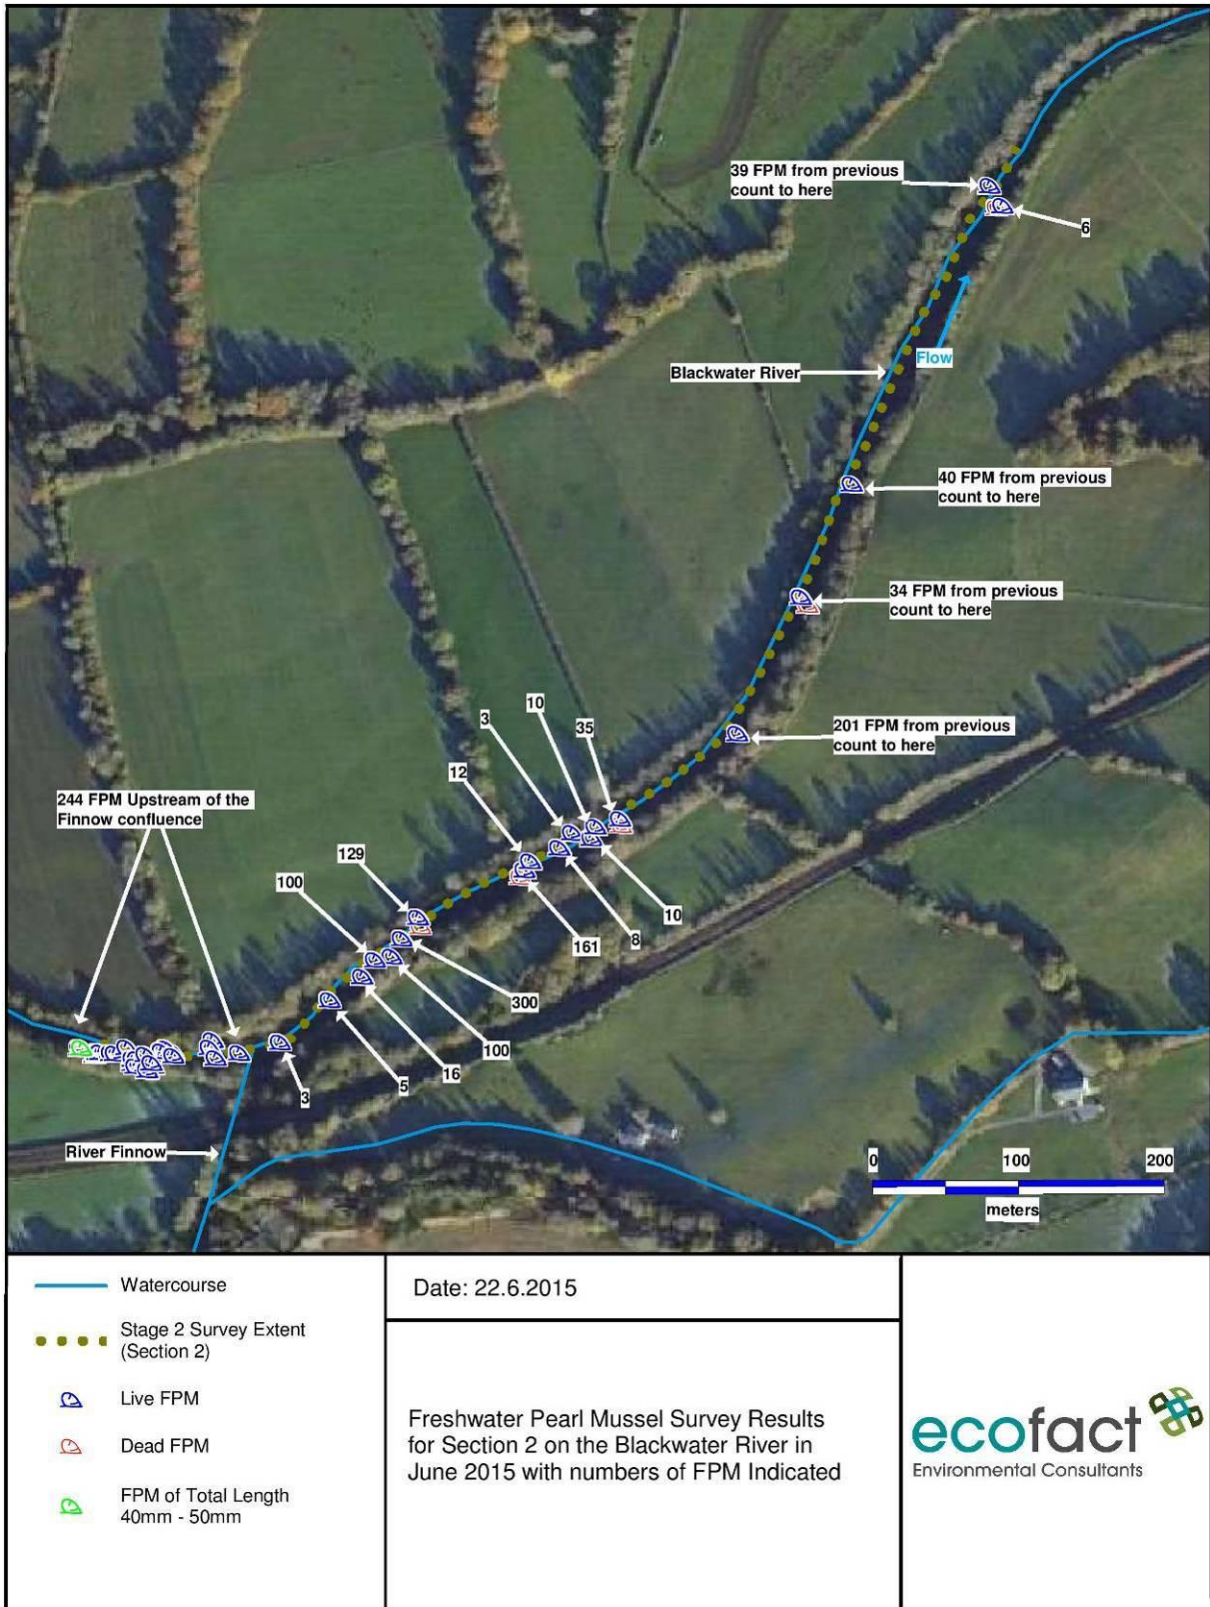 39 FPM from previous
count to here
6
Blackwater River
Flow
40 FPM from previous
count to here
34 FPM from previous
count to here
201 FPM from previous
count to here
3
10
35
12
244 FPM Upstream of the
Finnow confluence
129
100
10
8
161
300
100
16
5
3
River Finnow
0 100 200
meters
Watercourse
Stage 2 Survey Extent
(Section 2)
Live FPM
Dead FPM
FPM of Total Length
40mm - 50mm
Date: 22.6.2015
Freshwater Pearl Mussel Survey Results
for Section 2 on the Blackwater River in
June 2015 with numbers of FPM Indicated
ecofact
Environmental Consultants